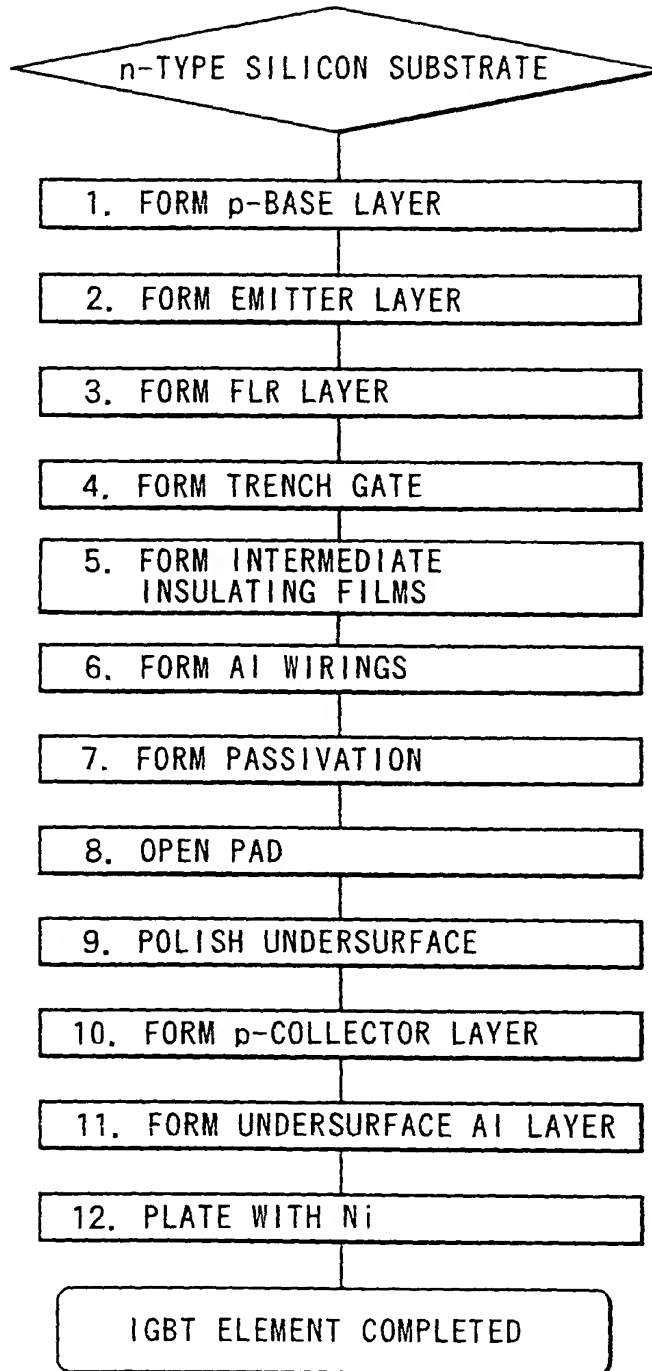 n-TYPE SILICON SUBSTRATE
1. FORM p-BASE LAYER
2. FORM EMITTER LAYER
3. FORM FLR LAYER
4. FORM TRENCH GATE
5. FORM INTERMEDIATE
INSULATING FILMS
6. FORM Al WIRINGS
7. FORM PASSIVATION
8. OPEN PAD
9. POLISH UNDERSURFACE
10. FORM p-COLLECTOR LAYER
11. FORM UNDERSURFACE Al LAYER
12. PLATE WITH Ni
IGBT ELEMENT COMPLETED